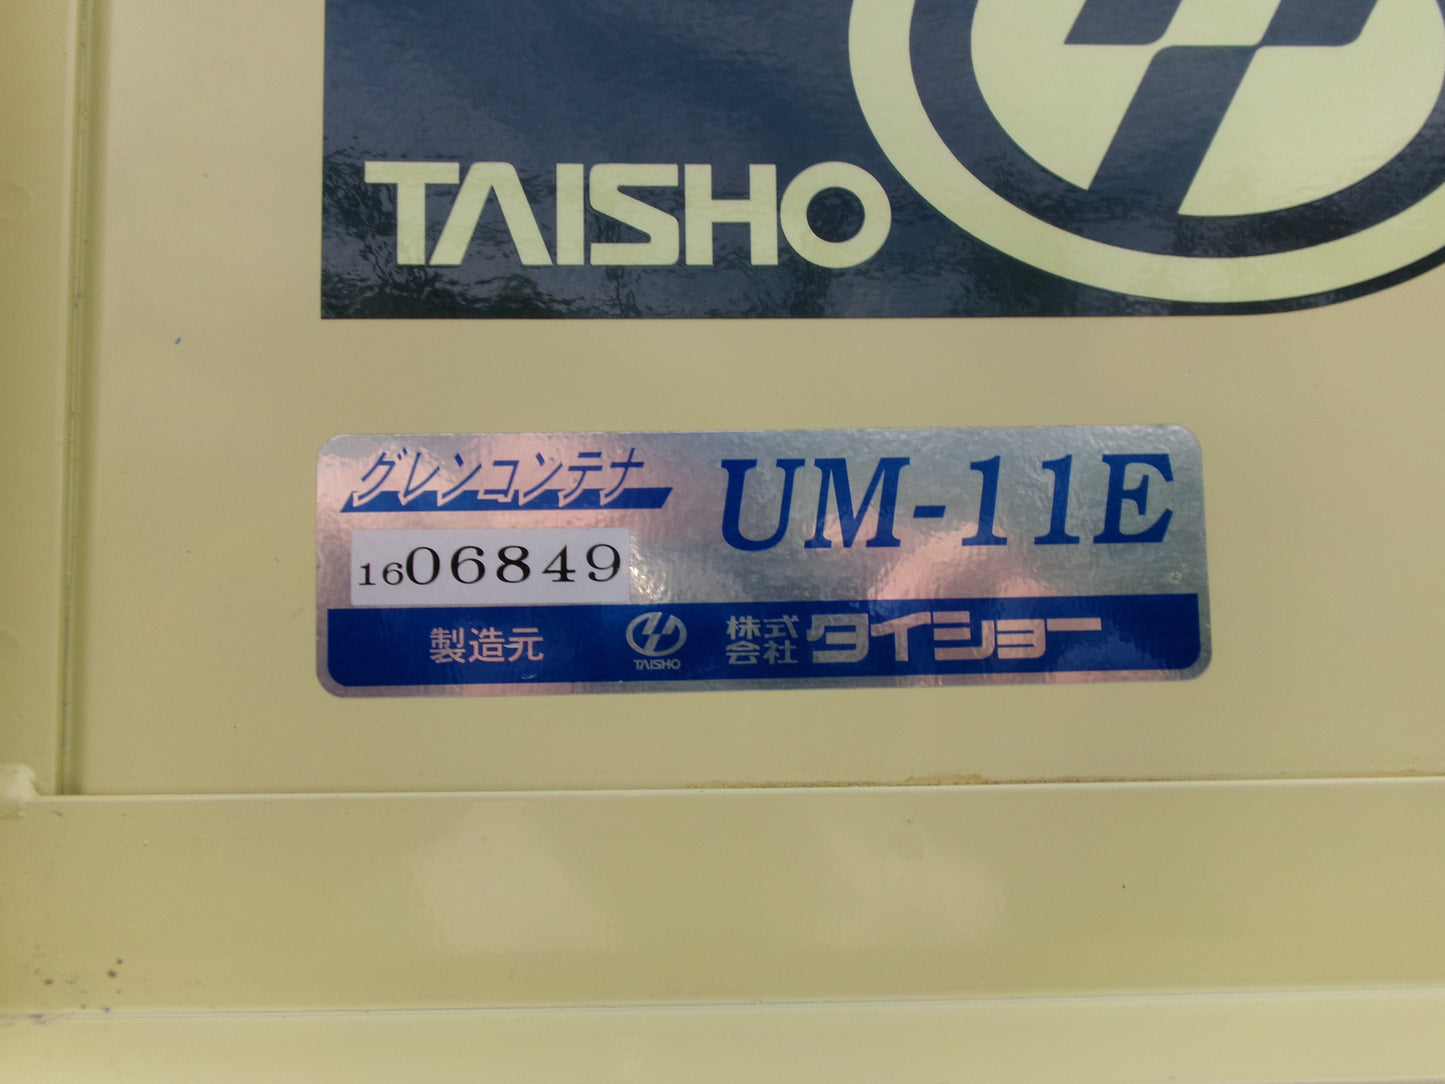 TAISHO
グレンコンテナ
UM-11E
1606849
製造元
TAISHO
株式会社
タイショー